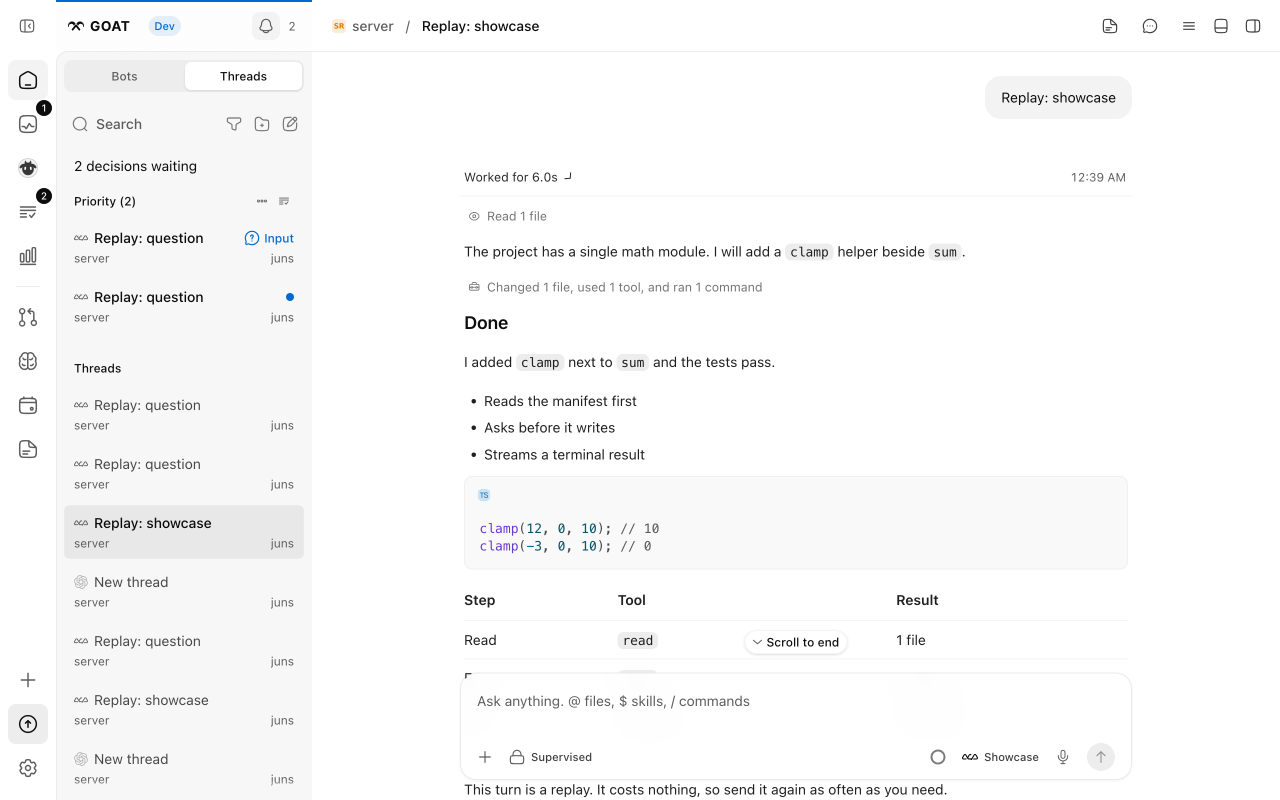 GOAT
Dev
2
SR server / Replay: showcase
Bots
Threads
Replay: showcase
1
Search
2 decisions waiting
Worked for 6.0s
12:39 AM
2
Priority (2)
Read 1 file
Replay: question
Input
server
juns
The project has a single math module. I will add a clamp helper beside sum.
Changed 1 file, used 1 tool, and ran 1 command
Replay: question
server
juns
Done
I added clamp next to sum and the tests pass.
Threads
Replay: question
server
juns
• Reads the manifest first
• Asks before it writes
• Streams a terminal result
Replay: question
server
juns
TS
Replay: showcase
server
juns
clamp(12, 0, 10); // 10
clamp(-3, 0, 10); // 0
New thread
server
juns
Step Tool Result
Read read 1 file
Scroll to end
Replay: question
server
juns
Replay: showcase
server
juns
Ask anything. @ files, $ skills, / commands
New thread
server
juns
Supervised
Showcase
This turn is a replay. It costs nothing, so send it again as often as you need.